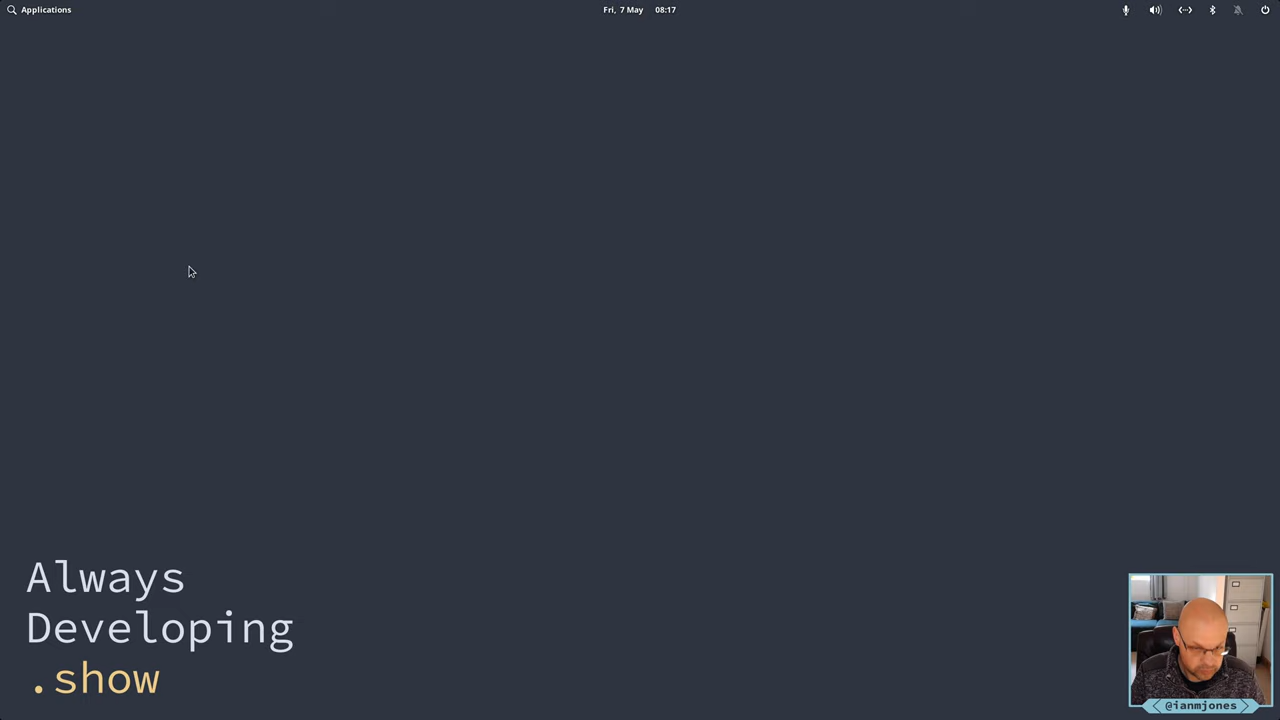 Applications
Fri, 7 May 08:17
Always
Developing
.show
@ianmjones